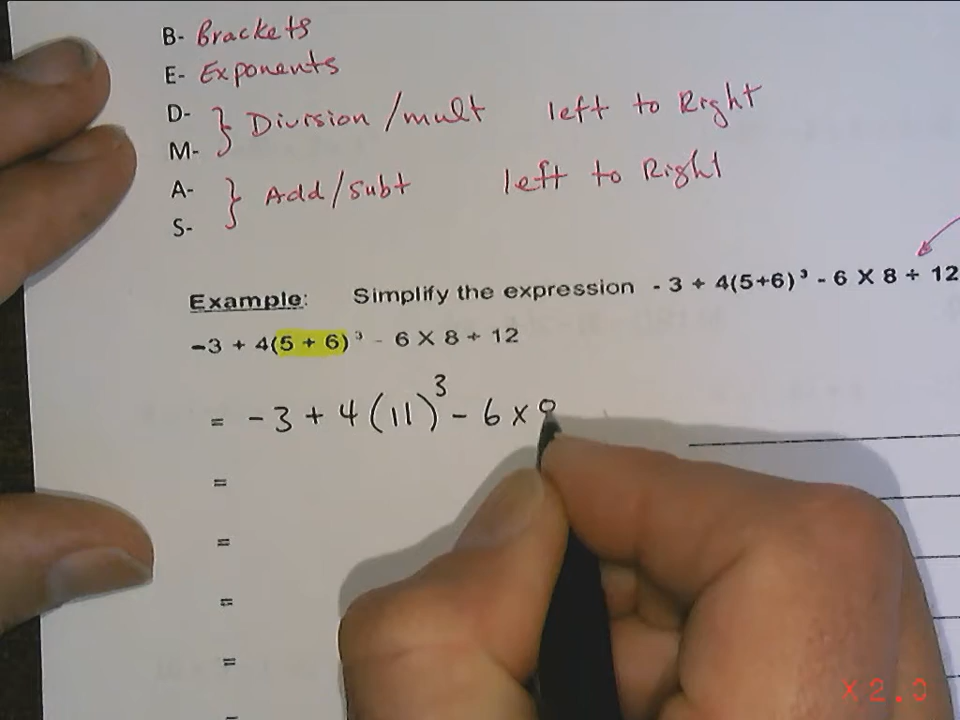 B- Brackets
E- Exponents
D- } Division/mult left to Right
M-
A- } Add/subt left to Right
S-
Example: Simplify the expression - 3 + 4(5+6)³ - 6 X 8 ÷ 12
-3 + 4(5 + 6)³ - 6 X 8 ÷ 12
= -3 + 4(11)³ - 6 x 8
=
=
=
=
x2.0